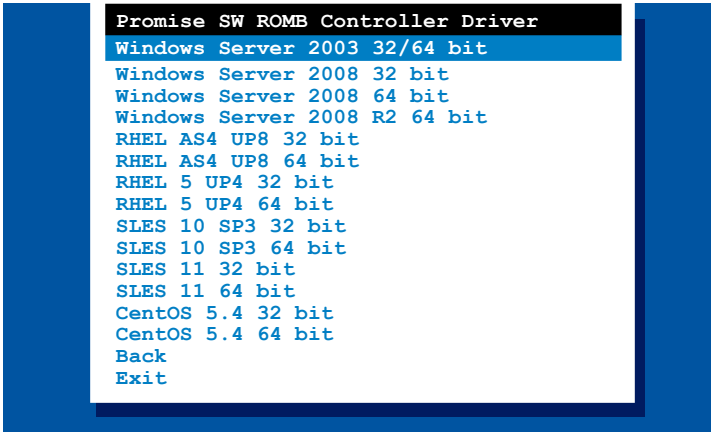 Promise SW ROMB Controller Driver
Windows Server 2003 32/64 bit
Windows Server 2008 32 bit
Windows Server 2008 64 bit
Windows Server 2008 R2 64 bit
RHEL AS4 UP8 32 bit
RHEL AS4 UP8 64 bit
RHEL 5 UP4 32 bit
RHEL 5 UP4 64 bit
SLES 10 SP3 32 bit
SLES 10 SP3 64 bit
SLES 11 32 bit
SLES 11 64 bit
CentOS 5.4 32 bit
CentOS 5.4 64 bit
Back
Exit